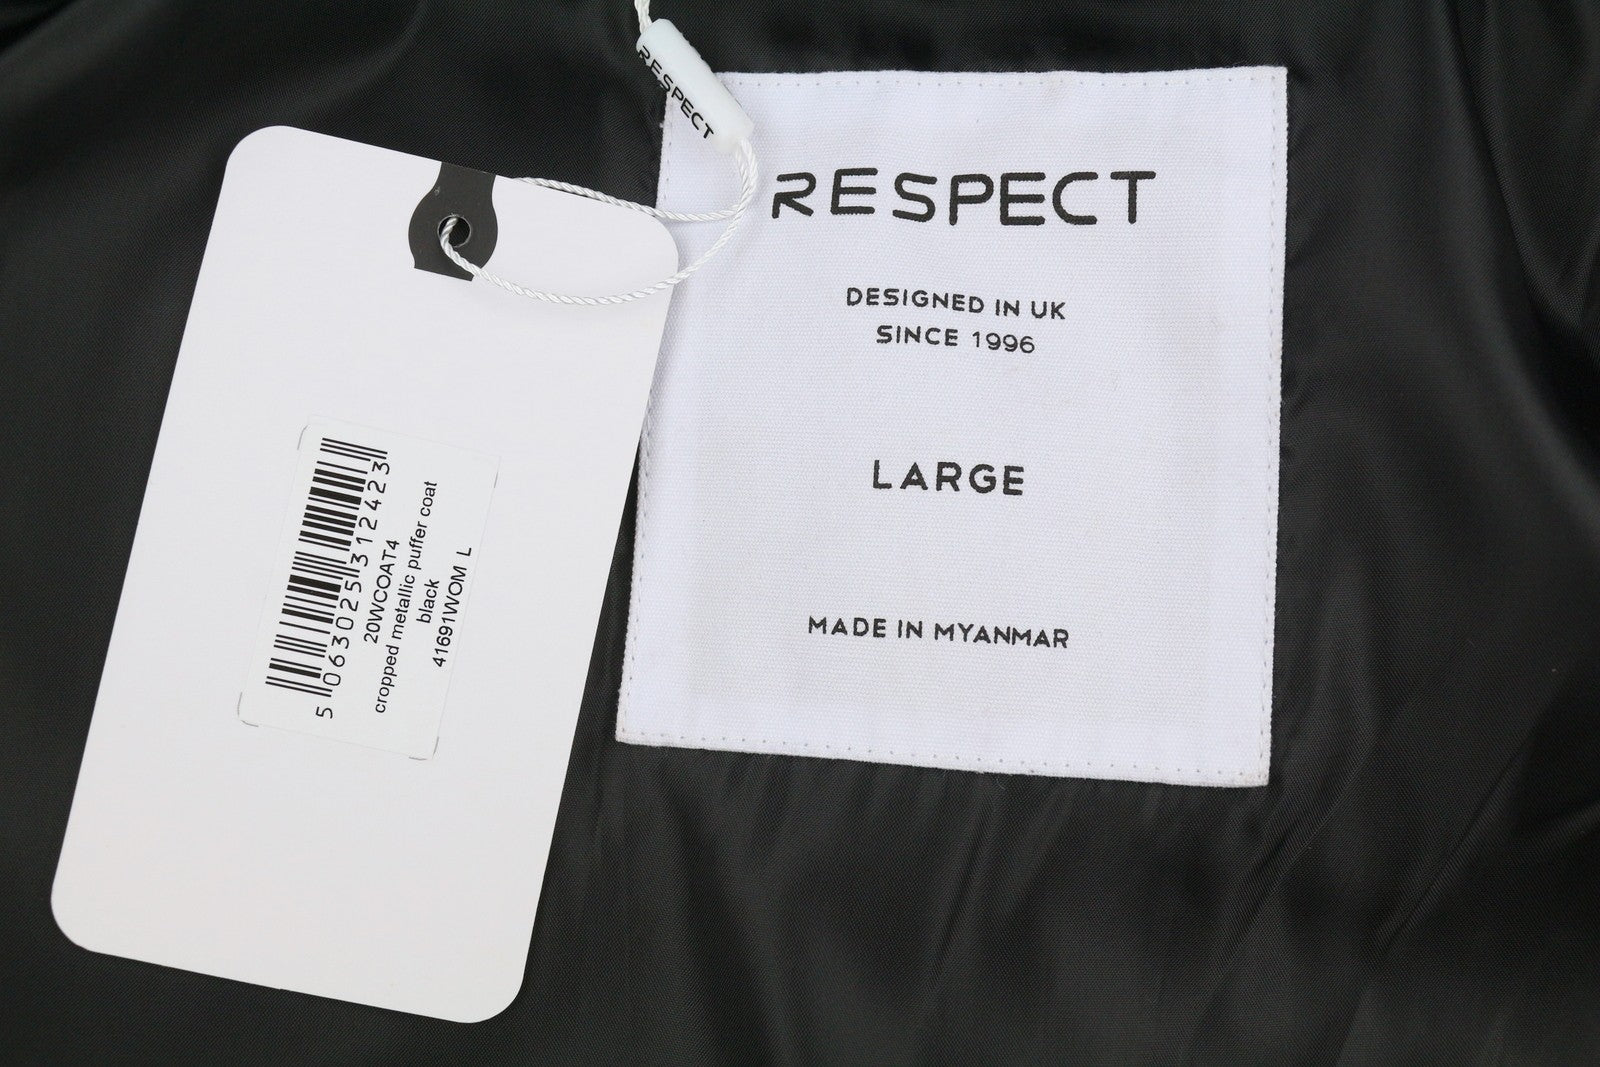 RESPECT
RESPECT
DESIGNED IN UK
SINCE 1996
LARGE
MADE IN MYANMAR
5 063025 312423
20WCOAT4
cropped metallic puffer coat
black
41691WOM L